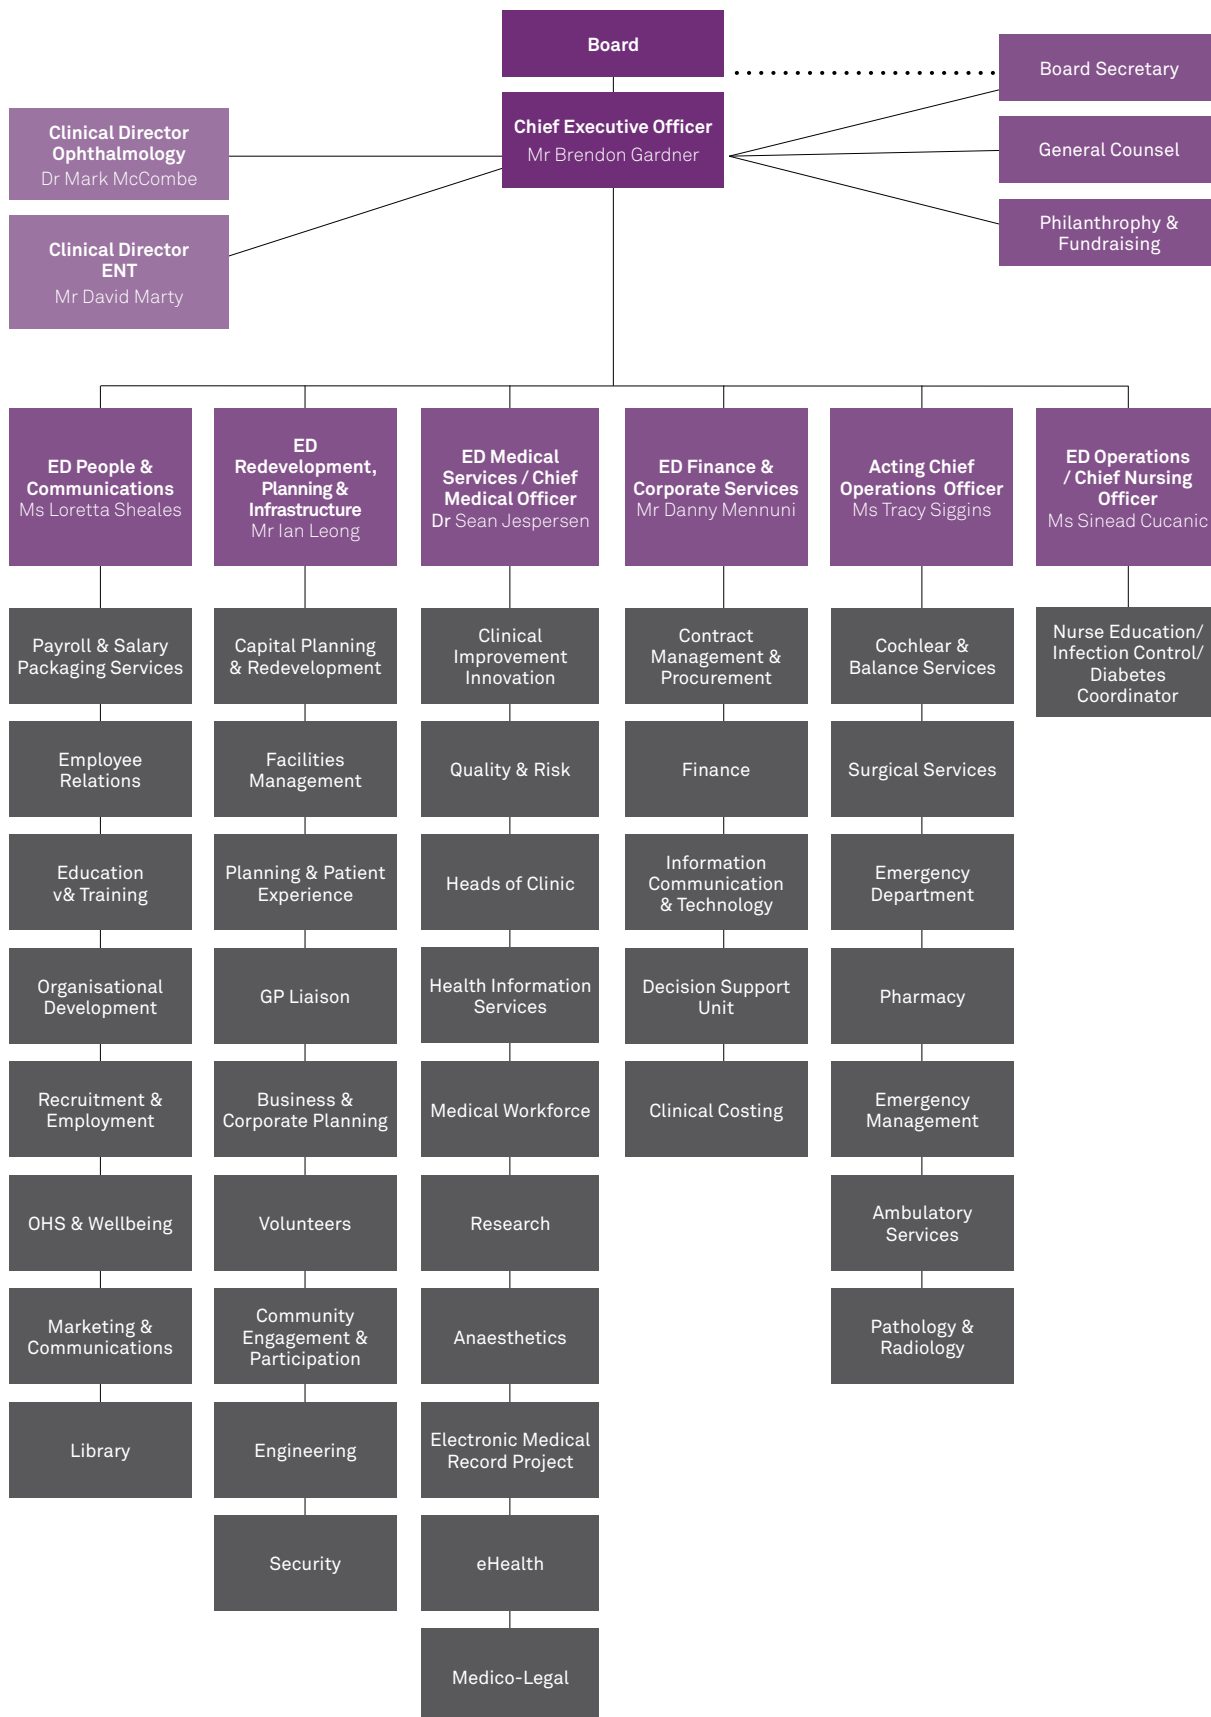 Board
Board Secretary
Chief Executive Officer
Mr Brendon Gardner
Clinical Director
Ophthalmology
Dr Mark McCombe
General Counsel
Clinical Director
ENT
Mr David Marty
Philanthrophy &
Fundraising
ED People &
Communications
Ms Loretta Sheales
ED
Redevelopment,
Planning &
Infrastructure
Mr Ian Leong
ED Medical
Services / Chief
Medical Officer
Dr Sean Jespersen
ED Finance &
Corporate Services
Mr Danny Mennuni
Acting Chief
Operations Officer
Ms Tracy Siggins
ED Operations
/ Chief Nursing
Officer
Ms Sinead Cucanic
Payroll & Salary
Packaging Services
Employee
Relations
Education
v& Training
Organisational
Development
Recruitment &
Employment
OHS & Wellbeing
Marketing &
Communications
Library
Capital Planning
& Redevelopment
Facilities
Management
Planning & Patient
Experience
GP Liaison
Business &
Corporate Planning
Volunteers
Community
Engagement &
Participation
Engineering
Security
Clinical
Improvement
Innovation
Quality & Risk
Heads of Clinic
Health Information
Services
Medical Workforce
Research
Anaesthetics
Electronic Medical
Record Project
eHealth
Medico-Legal
Contract
Management &
Procurement
Finance
Information
Communication
& Technology
Decision Support
Unit
Clinical Costing
Cochlear &
Balance Services
Surgical Services
Emergency
Department
Pharmacy
Emergency
Management
Ambulatory
Services
Pathology &
Radiology
Nurse Education/
Infection Control/
Diabetes
Coordinator